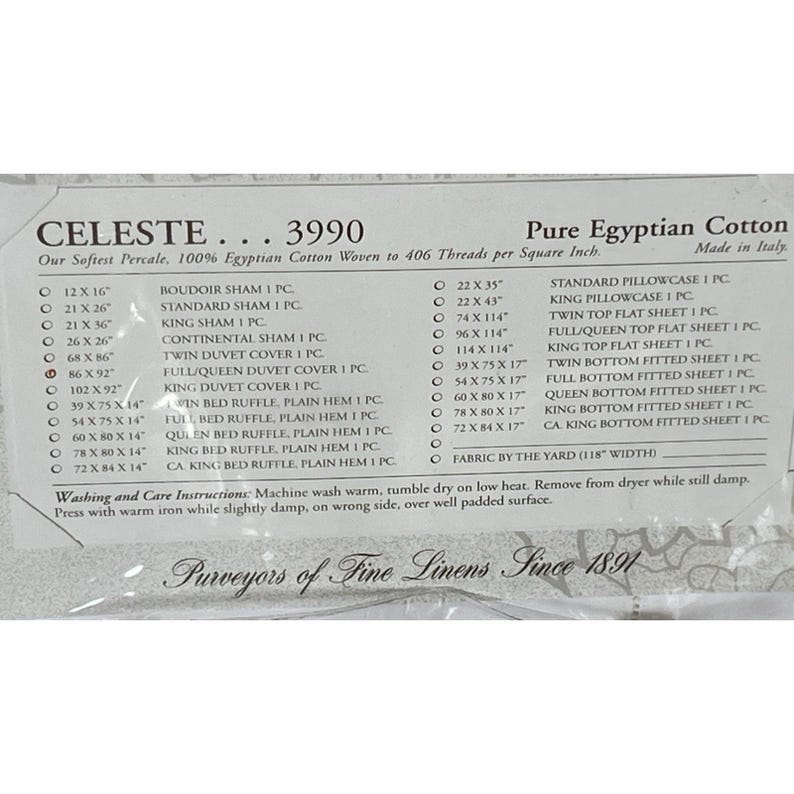 CELESTE . . . 3990
Pure Egyptian Cotton
Our Softest Percale, 100% Egyptian Cotton Woven to 406 Threads per Square Inch.
Made in Italy.
12 X 16" BOUDOIR SHAM 1 PC.
21 X 26" STANDARD SHAM 1 PC.
21 X 36" KING SHAM 1 PC.
26 X 26" CONTINENTAL SHAM 1 PC.
68 X 86" TWIN DUVET COVER 1 PC.
86 X 92" FULL/QUEEN DUVET COVER 1 PC.
102 X 92" KING DUVET COVER 1 PC.
39 X 75 X 14" TWIN BED RUFFLE, PLAIN HEM 1 PC.
54 X 75 X 14" FULL BED RUFFLE, PLAIN HEM 1 PC.
60 X 80 X 14" QUEEN BED RUFFLE, PLAIN HEM 1 PC.
78 X 80 X 14" KING BED RUFFLE, PLAIN HEM 1 PC.
72 X 84 X 14" CA. KING BED RUFFLE, PLAIN HEM 1 PC.
22 X 35" STANDARD PILLOWCASE 1 PC.
22 X 43" KING PILLOWCASE 1 PC.
74 X 114" TWIN TOP FLAT SHEET 1 PC.
96 X 114" FULL/QUEEN TOP FLAT SHEET 1 PC.
114 X 114" KING TOP FLAT SHEET 1 PC.
39 X 75 X 17" TWIN BOTTOM FITTED SHEET 1 PC.
54 X 75 X 17" FULL BOTTOM FITTED SHEET 1 PC.
60 X 80 X 17" QUEEN BOTTOM FITTED SHEET 1 PC.
78 X 80 X 17" KING BOTTOM FITTED SHEET 1 PC.
72 X 84 X 17" CA. KING BOTTOM FITTED SHEET 1 PC.
FABRIC BY THE YARD (118" WIDTH)
Washing and Care Instructions: Machine wash warm, tumble dry on low heat. Remove from dryer while still damp.
Press with warm iron while slightly damp, on wrong side, over well padded surface.
Purveyors of Fine Linens Since 1891